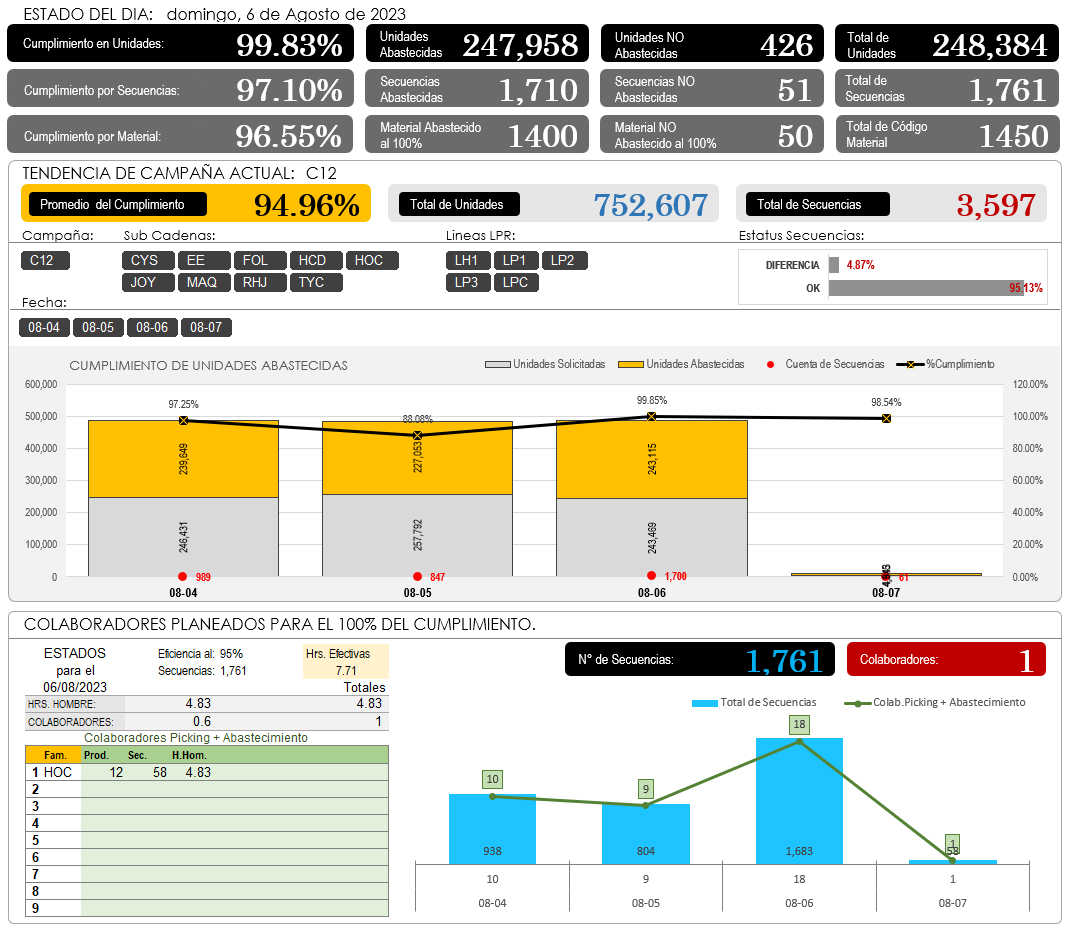 ESTADO DEL DIA: domingo, 6 de Agosto de 2023
Cumplimiento en Unidades: 99.83%
Unidades Abastecidas 247,958
Unidades NO Abastecidas 426
Total de Unidades 248,384
Cumplimiento por Secuencias: 97.10%
Secuencias Abastecidas 1,710
Secuencias NO Abastecidas 51
Total de Secuencias 1,761
Cumplimiento por Material: 96.55%
Material Abastecido al 100% 1400
Material NO Abastecido al 100% 50
Total de Código Material 1450
TENDENCIA DE CAMPAÑA ACTUAL: C12
Promedio del Cumplimiento 94.96%
Total de Unidades 752,607
Total de Secuencias 3,597
Campaña: Sub Cadenas: Lineas LPR: Estatus Secuencias:
C12 CYS EE FOL HCD HOC LH1 LP1 LP2
JOY MAQ RHJ TYC LP3 LPC
DIFERENCIA 4.87%
OK 95.13%
Fecha:
08-04 08-05 08-06 08-07
CUMPLIMIENTO DE UNIDADES ABASTECIDAS
Unidades Solicitadas Unidades Abastecidas Cuenta de Secuencias %Cumplimiento
600,000 120.00%
500,000 100.00%
400,000 80.00%
300,000 60.00%
200,000 40.00%
100,000 20.00%
0 0.00%
97.25% 88.08% 99.85% 98.54%
239,649 227,053 243,115
246,431 257,792 243,469
989 847 1,700 61
08-04 08-05 08-06 08-07
COLABORADORES PLANEADOS PARA EL 100% DEL CUMPLIMIENTO.
ESTADOS para el 06/08/2023
Eficiencia al: 95%
Secuencias: 1,761
Hrs. Efectivas
7.71
Totales
HRS. HOMBRE: 4.83 4.83
COLABORADORES: 0.6 1
Colaboradores Picking + Abastecimiento
Fam. Prod. Sec. H.Hom.
1 HOC 12 58 4.83
2
3
4
5
6
7
8
9
N° de Secuencias: 1,761
Colaboradores: 1
Total de Secuencias Colab.Picking + Abastecimiento
10 9 18 1
938 804 1,683 58
10 9 18 1
08-04 08-05 08-06 08-07